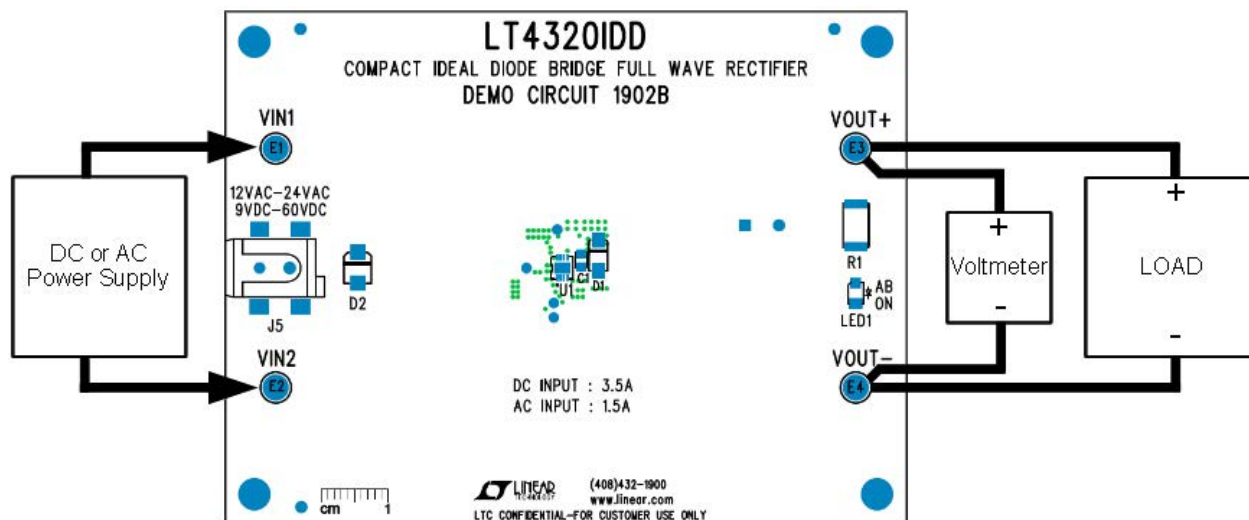 LT4320IDD
COMPACT IDEAL DIODE BRIDGE FULL WAVE RECTIFIER
DEMO CIRCUIT 1902B
VIN1
E1
VOUT+
E3
12VAC-24VAC
9VDC-60VDC
DC or AC
Power Supply
J5
D2
U1
C1
D1
R1
AB
ON
LED1
+
Voltmeter
-
+
LOAD
-
VIN2
E2
VOUT-
E4
DC INPUT : 3.5A
AC INPUT : 1.5A
cm 1
LINEAR
TECHNOLOGY
(408)432-1900
www.linear.com
LTC CONFIDENTIAL-FOR CUSTOMER USE ONLY